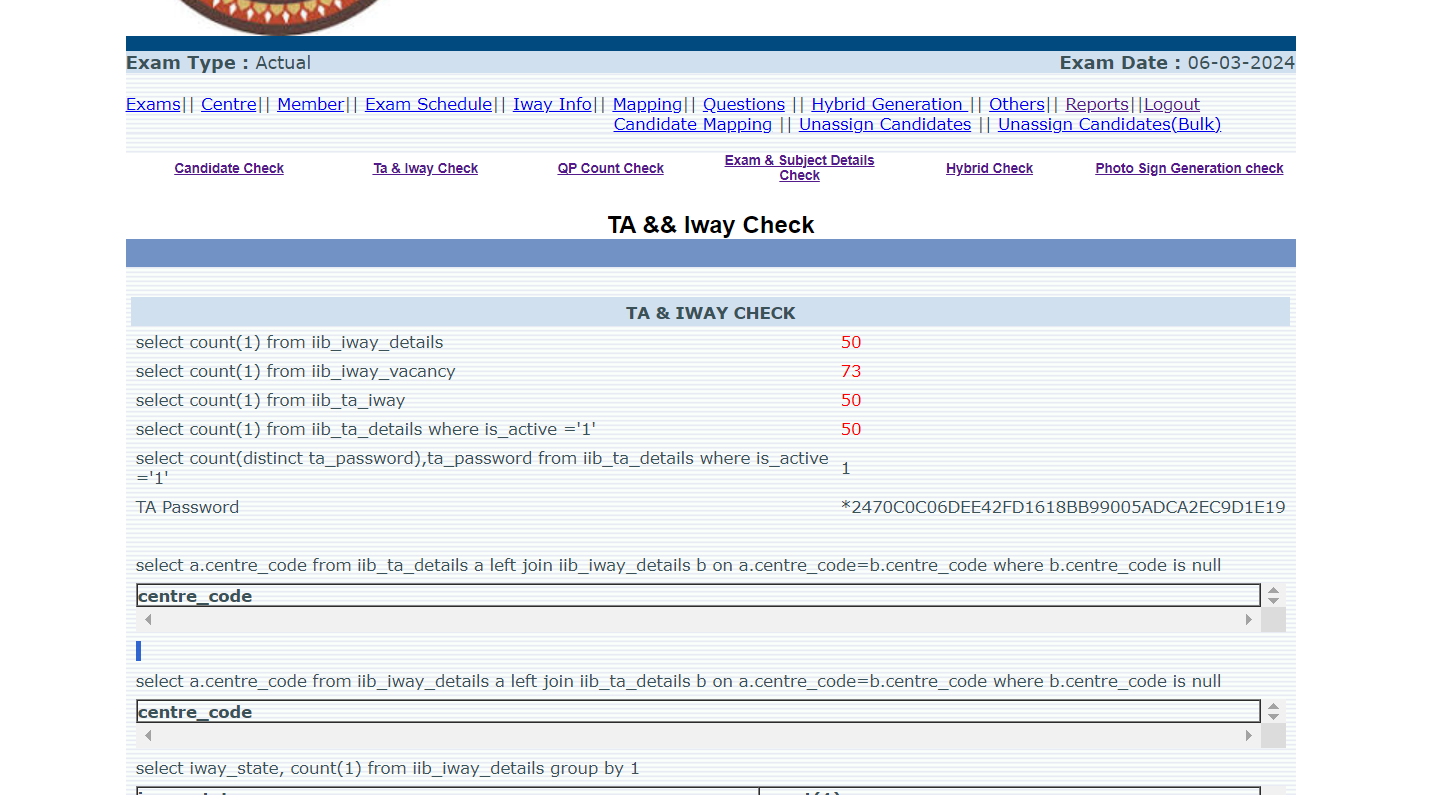 Exam Type : Actual Exam Date : 06-03-2024
Exams|| Centre|| Member|| Exam Schedule|| Iway Info|| Mapping|| Questions || Hybrid Generation || Others|| Reports||Logout
Candidate Mapping || Unassign Candidates || Unassign Candidates(Bulk)
Candidate Check Ta & Iway Check QP Count Check Exam & Subject Details Hybrid Check Photo Sign Generation check
Check
TA && Iway Check
TA & IWAY CHECK
select count(1) from iib_iway_details 50
select count(1) from iib_iway_vacancy 73
select count(1) from iib_ta_iway 50
select count(1) from iib_ta_details where is_active ='1' 50
select count(distinct ta_password),ta_password from iib_ta_details where is_active
='1' 1
TA Password *2470C0C06DEE42FD1618BB99005ADCA2EC9D1E19
select a.centre_code from iib_ta_details a left join iib_iway_details b on a.centre_code=b.centre_code where b.centre_code is null
centre_code
select a.centre_code from iib_iway_details a left join iib_ta_details b on a.centre_code=b.centre_code where b.centre_code is null
centre_code
select iway_state, count(1) from iib_iway_details group by 1